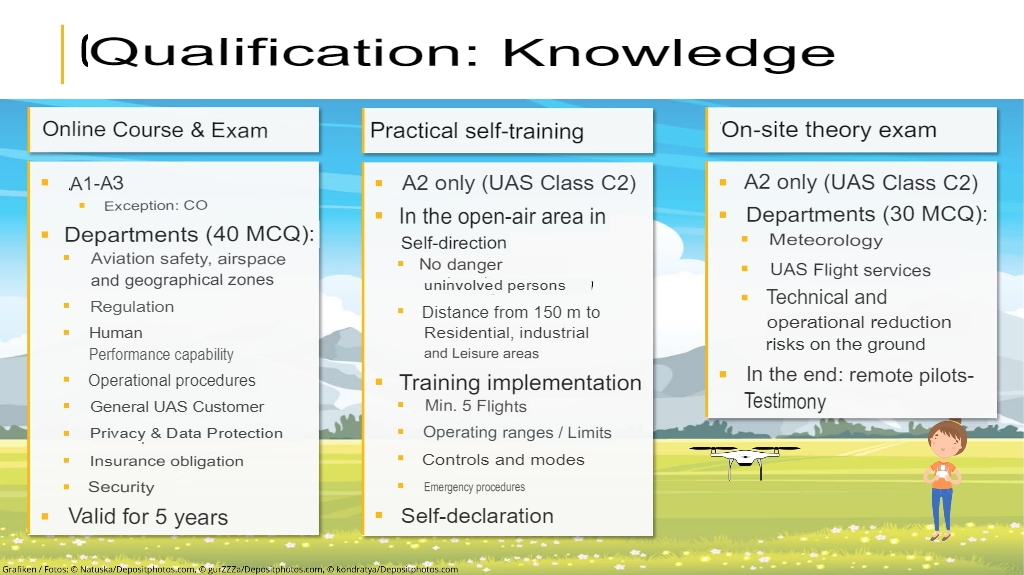 Qualification: Knowledge
Online Course & Exam
A1-A3
Exception: CO
Departments (40 MCQ):
Aviation safety, airspace
and geographical zones
Regulation
Human
Performance capability
Operational procedures
General UAS Customer
Privacy & Data Protection
Insurance obligation
Security
Valid for 5 years
Practical self-training
A2 only (UAS Class C2)
In the open-air area in
Self-direction
No danger
uninvolved persons
Distance from 150 m to
Residential, industrial
and Leisure areas
Training implementation
Min. 5 Flights
Operating ranges / Limits
Controls and modes
Emergency procedures
Self-declaration
On-site theory exam
A2 only (UAS Class C2)
Departments (30 MCQ):
Meteorology
UAS Flight services
Technical and
operational reduction
risks on the ground
In the end: remote pilots-
Testimony
Grafiken / Fotos: © Natuska/Depositphotos.com, © gurZZZa/Depositphotos.com, © kondratya/Depositphotos.com